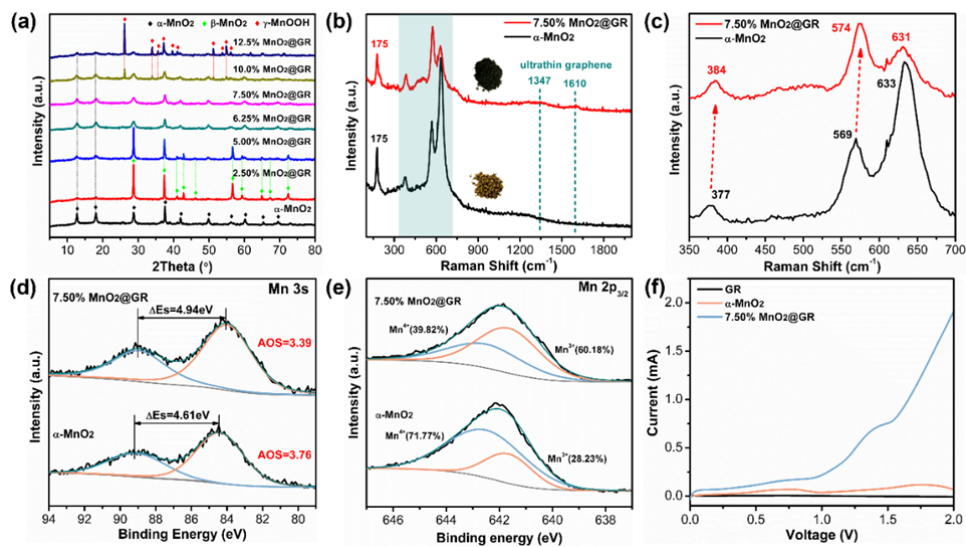 (a)
◆ α-MnO₂ ◆ β-MnO₂ ◆ γ-MnOOH
12.5% MnO₂@GR
10.0% MnO₂@GR
7.50% MnO₂@GR
6.25% MnO₂@GR
5.00% MnO₂@GR
2.50% MnO₂@GR
α-MnO₂
Intensity (a.u.)
10 20 30 40 50 60 70 80
2Theta (°)
(b)
7.50% MnO₂@GR
α-MnO₂
175
ultrathin graphene
1347 1610
175
Intensity (a.u.)
300 600 900 1200 1500 1800
Raman Shift (cm⁻¹)
(c)
7.50% MnO₂@GR
α-MnO₂
574
631
384
633
569
377
Intensity (a.u.)
350 400 450 500 550 600 650 700
Raman Shift (cm⁻¹)
(d)
Mn 3s
7.50% MnO₂@GR
ΔEs=4.94eV
AOS=3.39
α-MnO₂
ΔEs=4.61eV
AOS=3.76
Intensity (a.u.)
94 92 90 88 86 84 82 80
Binding Energy (eV)
(e)
Mn 2p₃/₂
7.50% MnO₂@GR
Mn⁴⁺(39.82%)
Mn³⁺(60.18%)
α-MnO₂
Mn⁴⁺(71.77%)
Mn³⁺(28.23%)
Intensity (a.u.)
646 644 642 640 638
Binding energy (eV)
(f)
GR
α-MnO₂
7.50% MnO₂@GR
Current (mA)
2.0
1.5
1.0
0.5
0.0
0.0 0.5 1.0 1.5 2.0
Voltage (V)